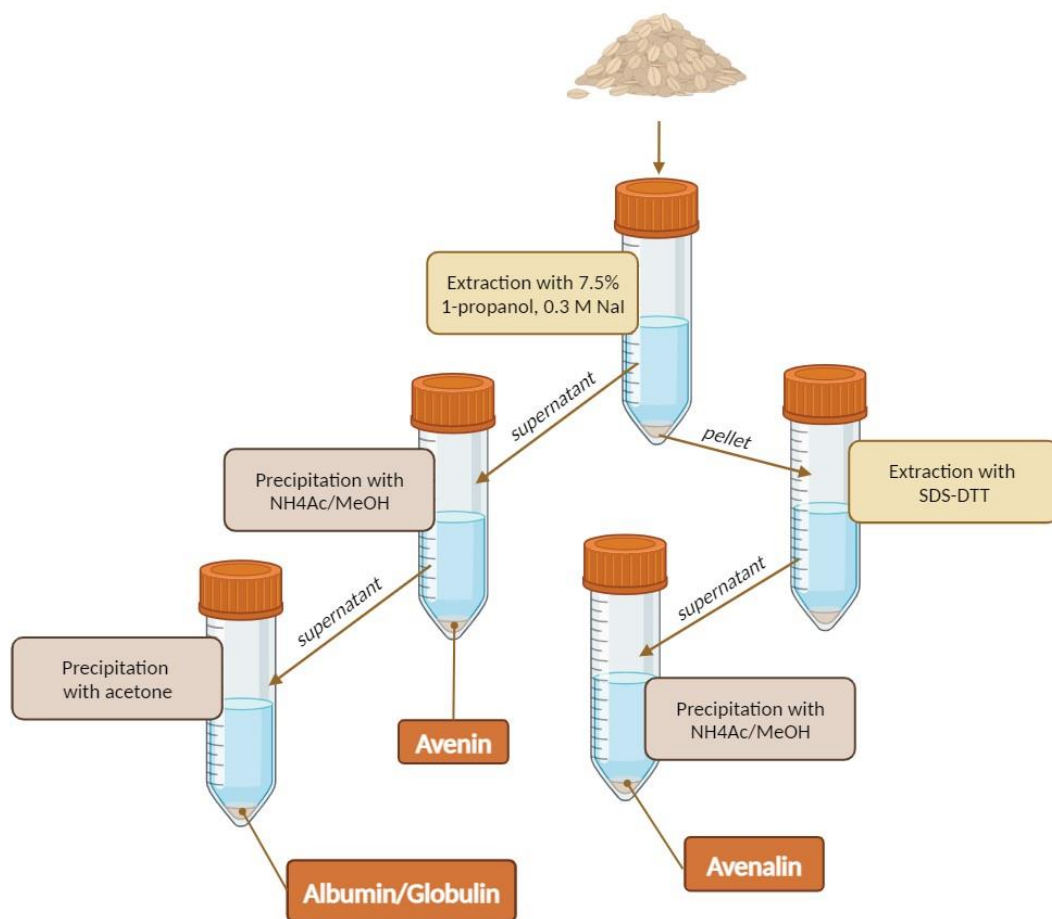 Extraction with 7.5%
1-propanol, 0.3 M NaI
supernatant
pellet
Precipitation with
NH4Ac/MeOH
Extraction with
SDS-DTT
supernatant
supernatant
Precipitation
with acetone
Precipitation with
NH4Ac/MeOH
Avenin
Avenalin
Albumin/Globulin